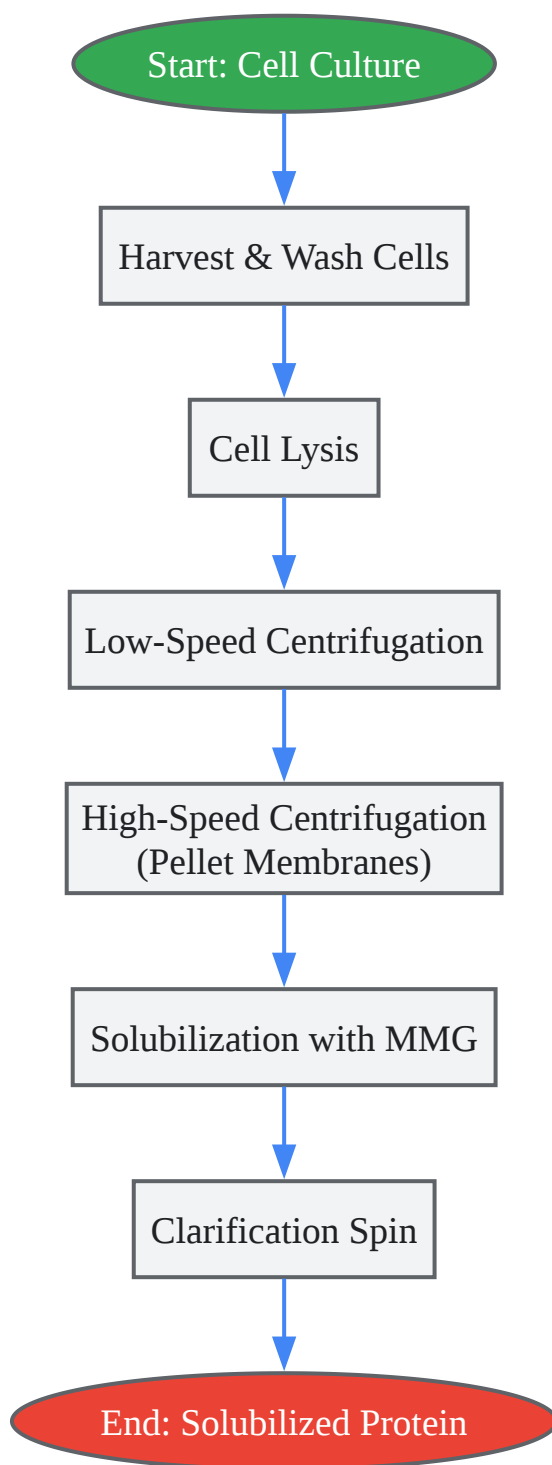 Start: Cell Culture
Harvest & Wash Cells
Cell Lysis
Low-Speed Centrifugation
High-Speed Centrifugation
(Pellet Membranes)
Solubilization with MMG
Clarification Spin
End: Solubilized Protein